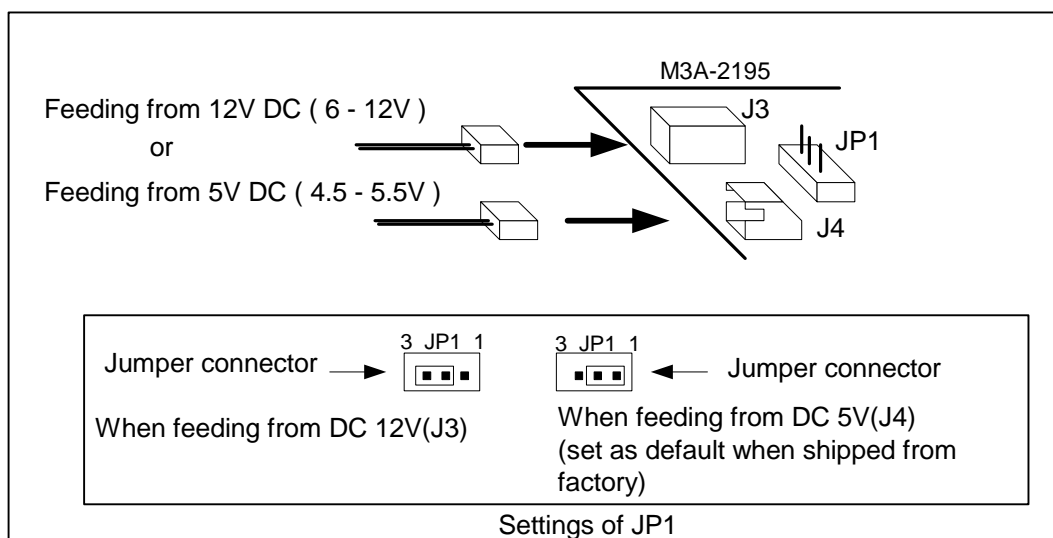 M3A-2195
Feeding from 12V DC ( 6 - 12V )
J3
or
JP1
Feeding from 5V DC ( 4.5 - 5.5V )
J4
3 JP1 1
3 JP1 1
Jumper connector
Jumper connector
When feeding from DC 12V(J3)
When feeding from DC 5V(J4)
(set as default when shipped from
factory)
Settings of JP1